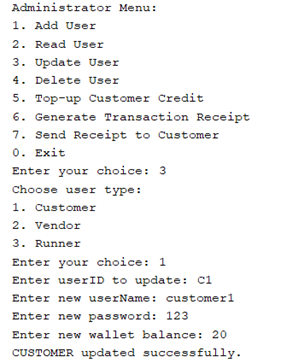 Administrator Menu:
1. Add User
2. Read User
3. Update User
4. Delete User
5. Top-up Customer Credit
6. Generate Transaction Receipt
7. Send Receipt to Customer
0. Exit
Enter your choice: 3
Choose user type:
1. Customer
2. Vendor
3. Runner
Enter your choice: 1
Enter userID to update: C1
Enter new userName: customer1
Enter new password: 123
Enter new wallet balance: 20
CUSTOMER updated successfully.